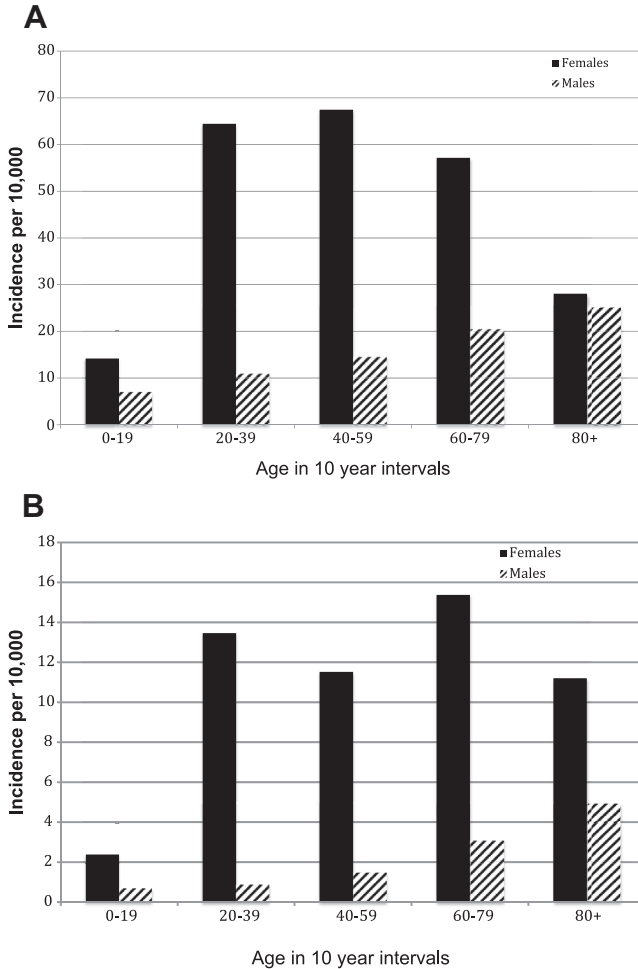 A
80
70
60
50
40
30
20
10
0
Incidence per 10,000
Females
Males
0-19 20-39 40-59 60-79 80+
Age in 10 year intervals
B
18
16
14
12
10
8
6
4
2
0
Incidence per 10,000
Females
Males
0-19 20-39 40-59 60-79 80+
Age in 10 year intervals